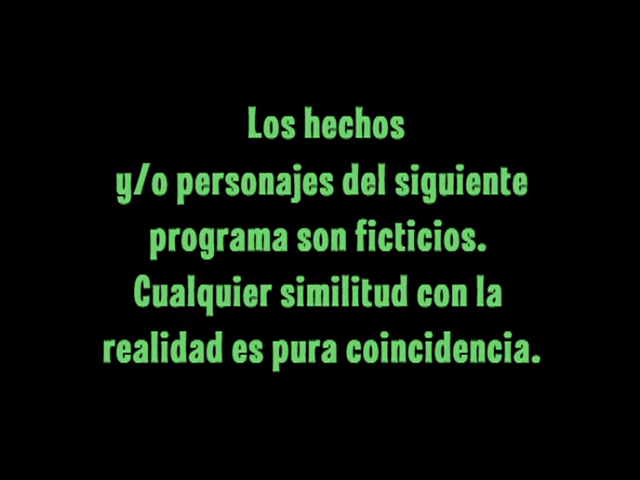 Los hechos
y/o personajes del siguiente
programa son ficticios.
Cualquier similitud con la
realidad es pura coincidencia.